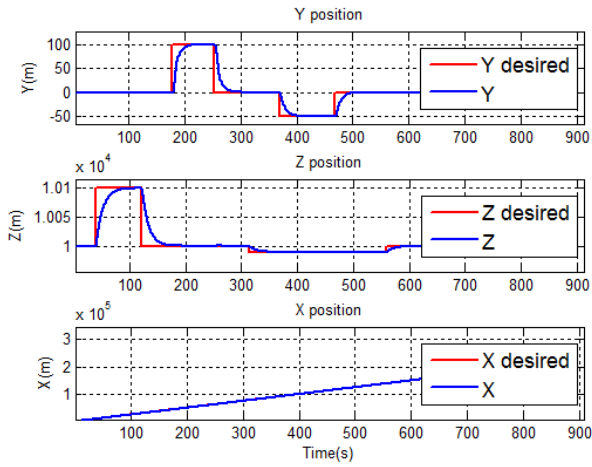 Y position
100
50
0
-50
Y(m)
Y desired
Y
100 200 300 400 500 600 700 800 900
x 10^4
Z position
1.01
1.005
1
Z(m)
Z desired
Z
100 200 300 400 500 600 700 800 900
x 10^5
X position
3
2
1
X(m)
X desired
X
100 200 300 400 500 600 700 800 900
Time(s)